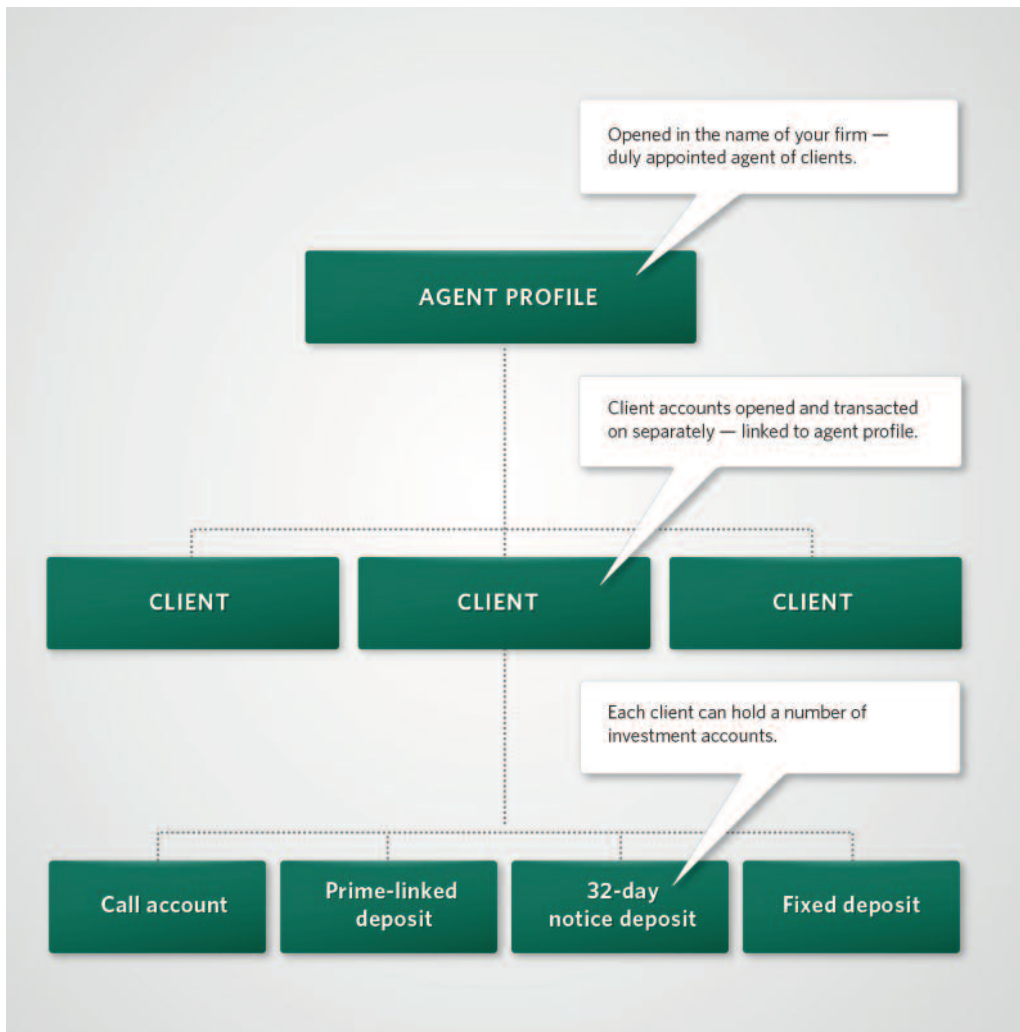 Opened in the name of your firm —
duly appointed agent of clients.
AGENT PROFILE
Client accounts opened and transacted
on separately — linked to agent profile.
CLIENT
CLIENT
CLIENT
Each client can hold a number of
investment accounts.
Call account
Prime-linked
deposit
32-day
notice deposit
Fixed deposit